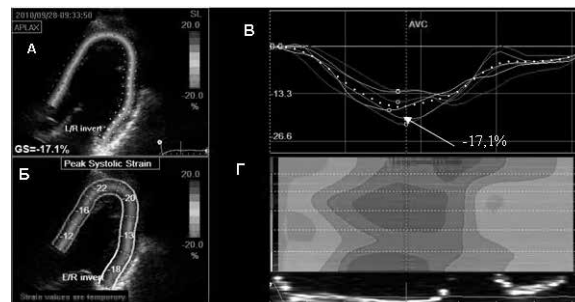 2010/09/28-09:33:50
SL
APLAX
А
20.0
-20.0
%
L/R invert
GS=-17.1%
Peak Systolic Strain
Б
22
20
-16
-13
-12
18
20.0
-20.0
%
L/R invert
Strain values are temporary
В
AVC
-13.3
-26.6
-17,1%
Г